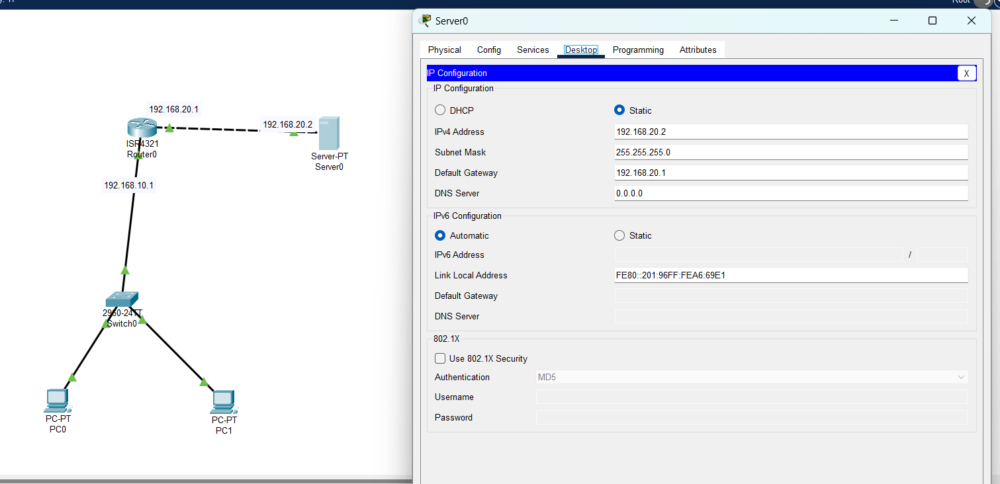 y: 17
Root
192.168.20.1
192.168.20.2
ISR4321
Router0
Server-PT
Server0
192.168.10.1
2960-24TT
Switch0
PC-PT
PC0
PC-PT
PC1
Server0
Physical Config Services Desktop Programming Attributes
IP Configuration X
IP Configuration
DHCP Static
IPv4 Address 192.168.20.2
Subnet Mask 255.255.255.0
Default Gateway 192.168.20.1
DNS Server 0.0.0.0
IPv6 Configuration
Automatic Static
IPv6 Address /
Link Local Address FE80::201:96FF:FEA6:69E1
Default Gateway
DNS Server
802.1X
Use 802.1X Security
Authentication MD5
Username
Password